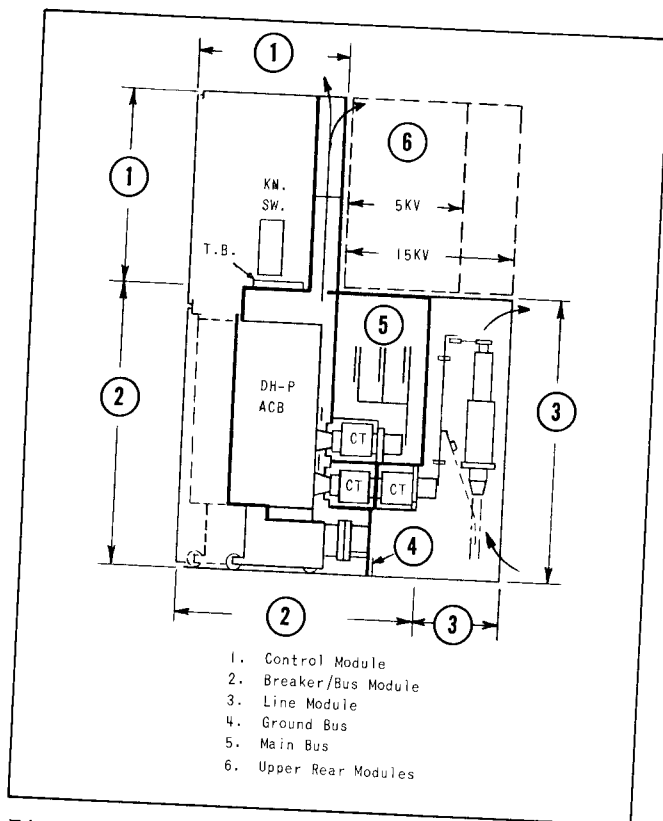 1
1
6
KN.
SW.
5KV
T.B.
15KV
5
2
DH-P
ACB
3
CT
CT
CT
4
2
3
1. Control Module
2. Breaker/Bus Module
3. Line Module
4. Ground Bus
5. Main Bus
6. Upper Rear Modules